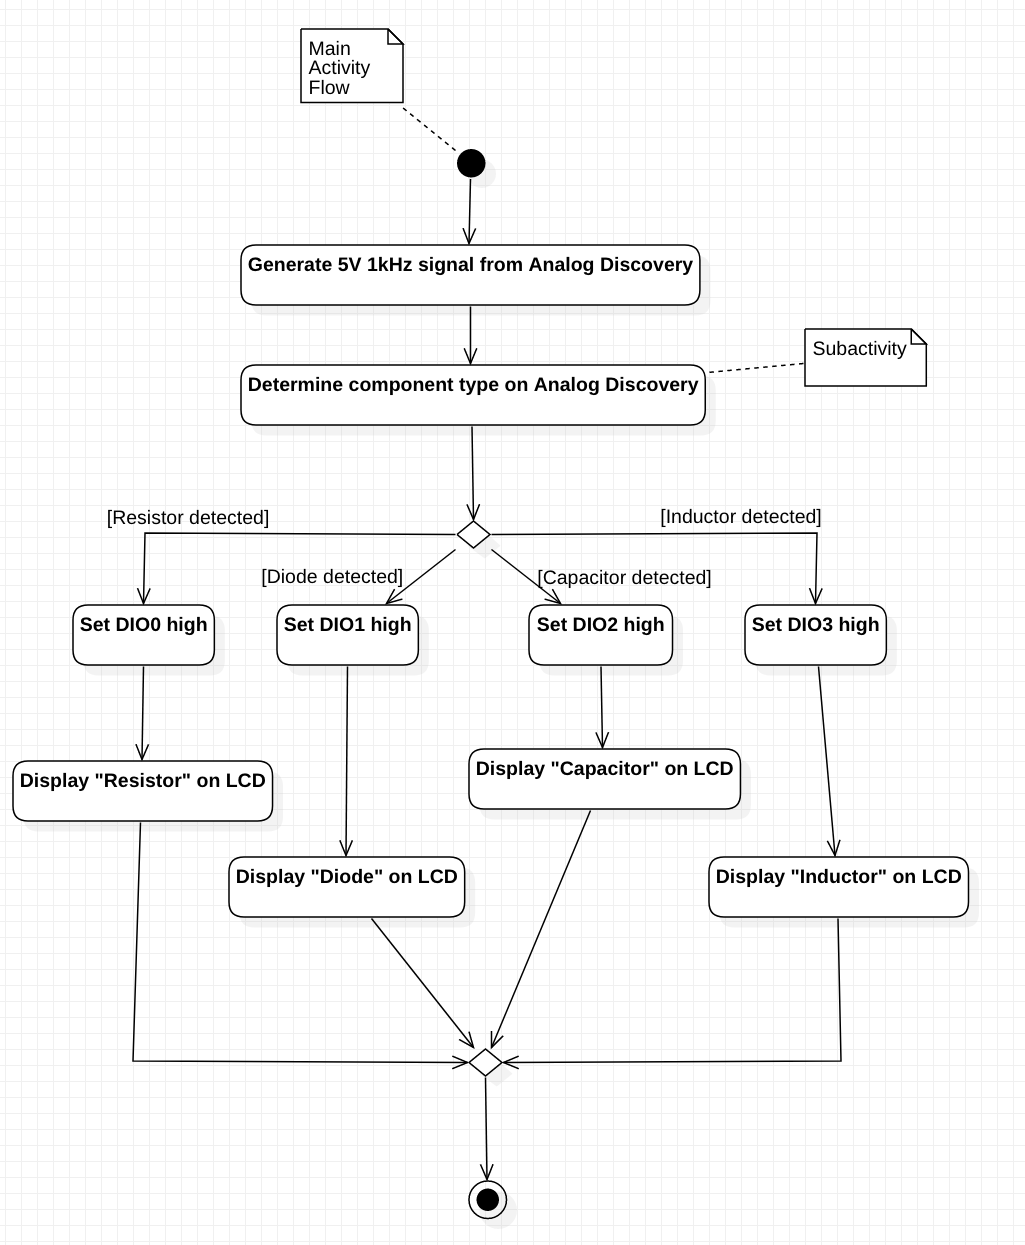 Main
Activity
Flow
Generate 5V 1kHz signal from Analog Discovery
Subactivity
Determine component type on Analog Discovery
[Resistor detected]
[Inductor detected]
[Diode detected]
[Capacitor detected]
Set DIO0 high
Set DIO1 high
Set DIO2 high
Set DIO3 high
Display "Resistor" on LCD
Display "Capacitor" on LCD
Display "Diode" on LCD
Display "Inductor" on LCD